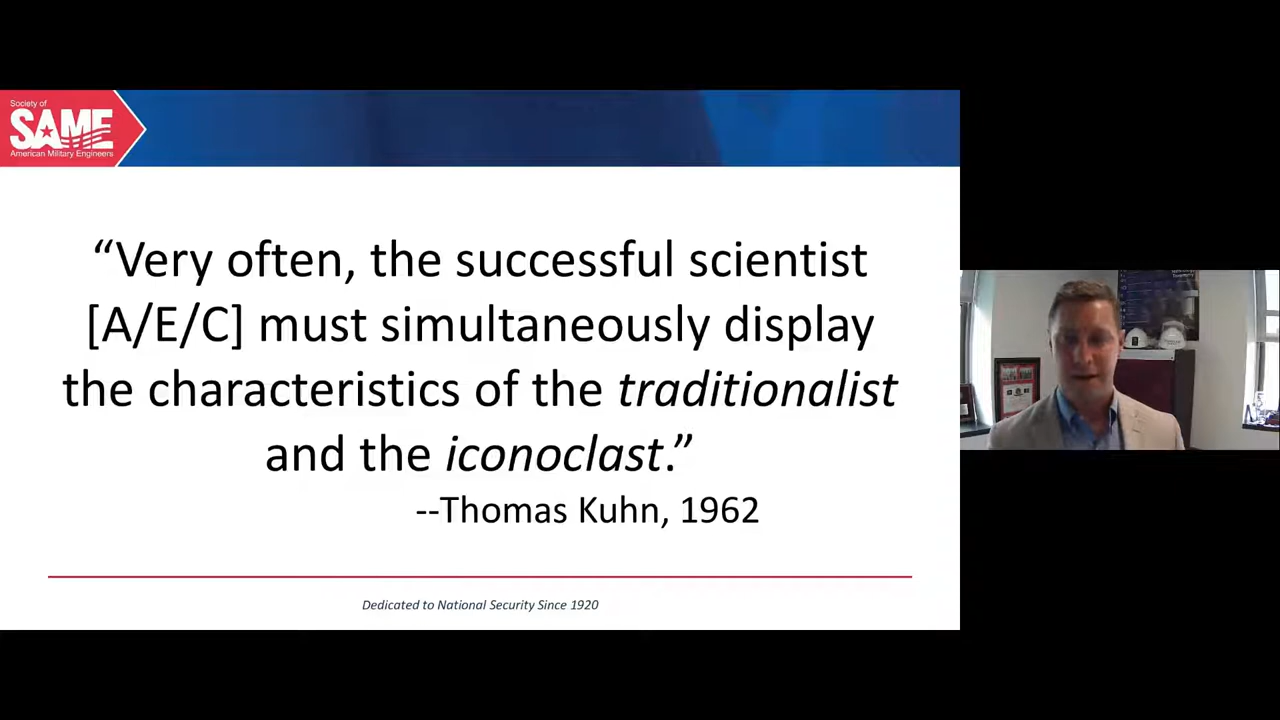 Society of
SAME
American Military Engineers
“Very often, the successful scientist
[A/E/C] must simultaneously display
the characteristics of the traditionalist
and the iconoclast.”
--Thomas Kuhn, 1962
Dedicated to National Security Since 1920